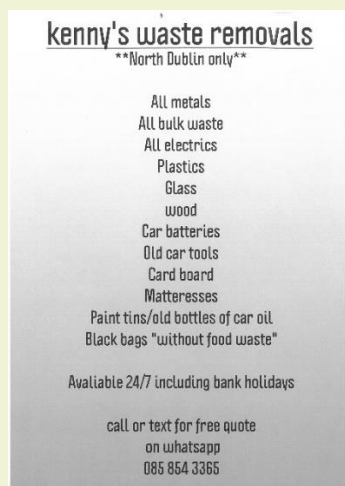 kenny's waste removals
**North Dublin only**
All metals
All bulk waste
All electrics
Plastics
Glass
wood
Car batteries
Old car tools
Card board
Matteresses
Paint tins/old bottles of car oil
Black bags "without food waste"
Avaliable 24/7 including bank holidays
call or text for free quote
on whatsapp
085 854 3365